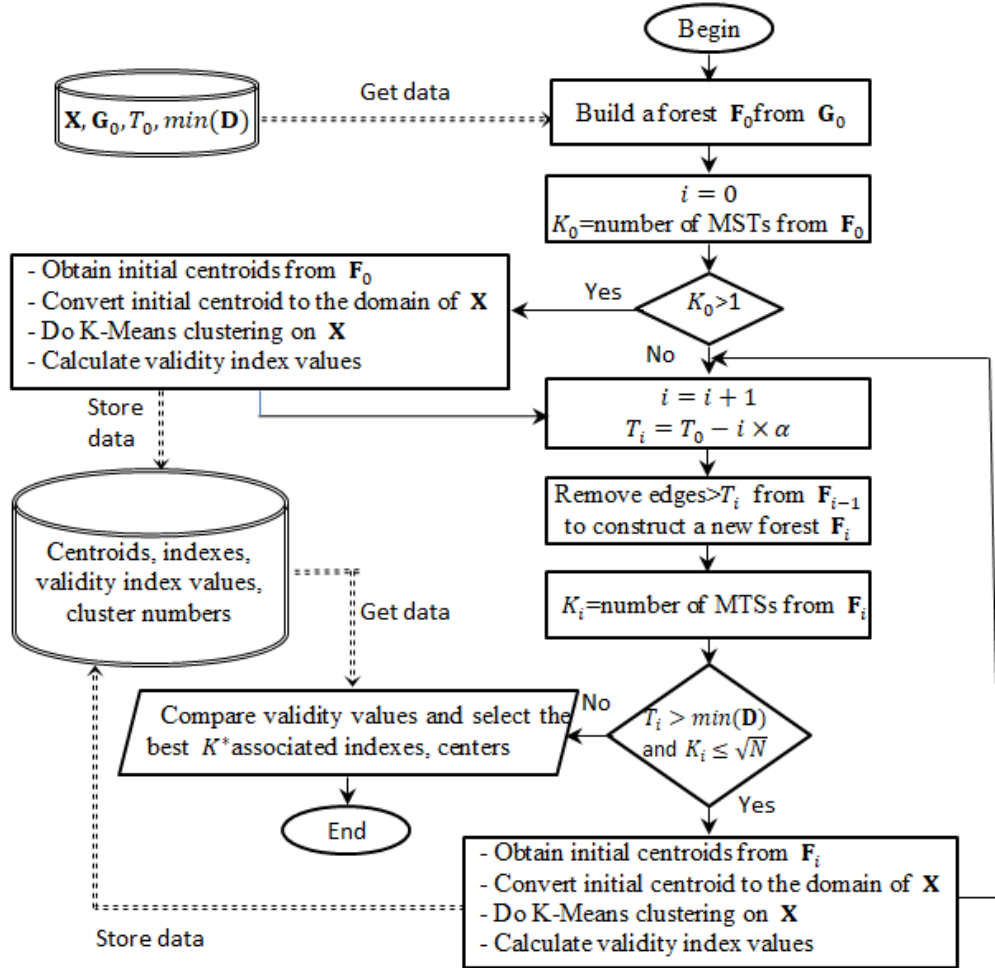 Begin
X, G₀, T₀, min(D)
Get data
Build a forest F₀from G₀
i = 0
K₀=number of MSTs from F₀
- Obtain initial centroids from F₀
- Convert initial centroid to the domain of X
- Do K-Means clustering on X
- Calculate validity index values
Yes
K₀>1
No
Store
data
i = i + 1
Tᵢ = T₀ − i × α
Remove edges>Tᵢ from Fᵢ₋₁
to construct a new forest Fᵢ
Centroids, indexes,
validity index values,
cluster numbers
Get data
Kᵢ=number of MTSs from Fᵢ
Compare validity values and select the
best K*associated indexes, centers
No
Tᵢ > min(D)
and Kᵢ ≤ √N
Yes
End
- Obtain initial centroids from Fᵢ
- Convert initial centroid to the domain of X
- Do K-Means clustering on X
- Calculate validity index values
Store data